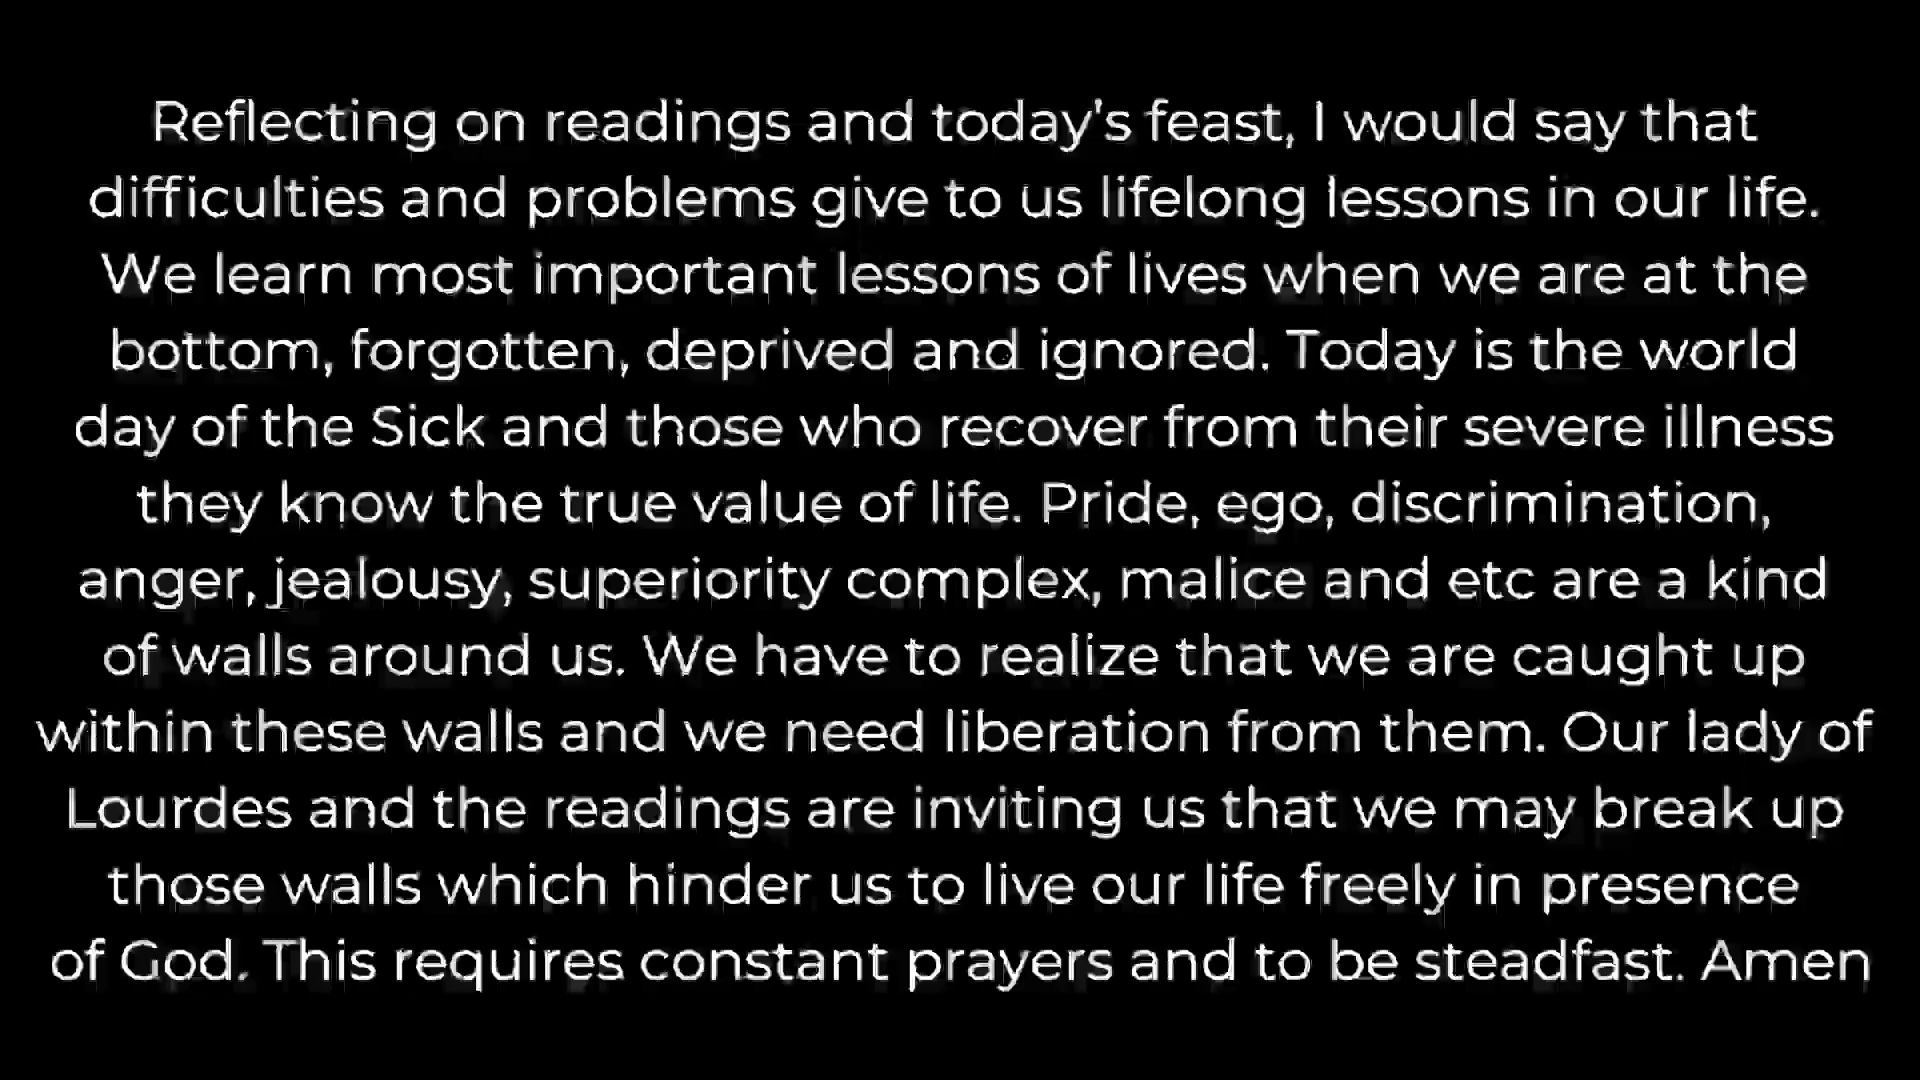 Reflecting on readings and today's feast, I would say that
difficulties and problems give to us lifelong lessons in our life.
We learn most important lessons of lives when we are at the
bottom, forgotten, deprived and ignored. Today is the world
day of the Sick and those who recover from their severe illness
they know the true value of life. Pride, ego, discrimination,
anger, jealousy, superiority complex, malice and etc are a kind
of walls around us. We have to realize that we are caught up
within these walls and we need liberation from them. Our lady of
Lourdes and the readings are inviting us that we may break up
those walls which hinder us to live our life freely in presence
of God. This requires constant prayers and to be steadfast. Amen